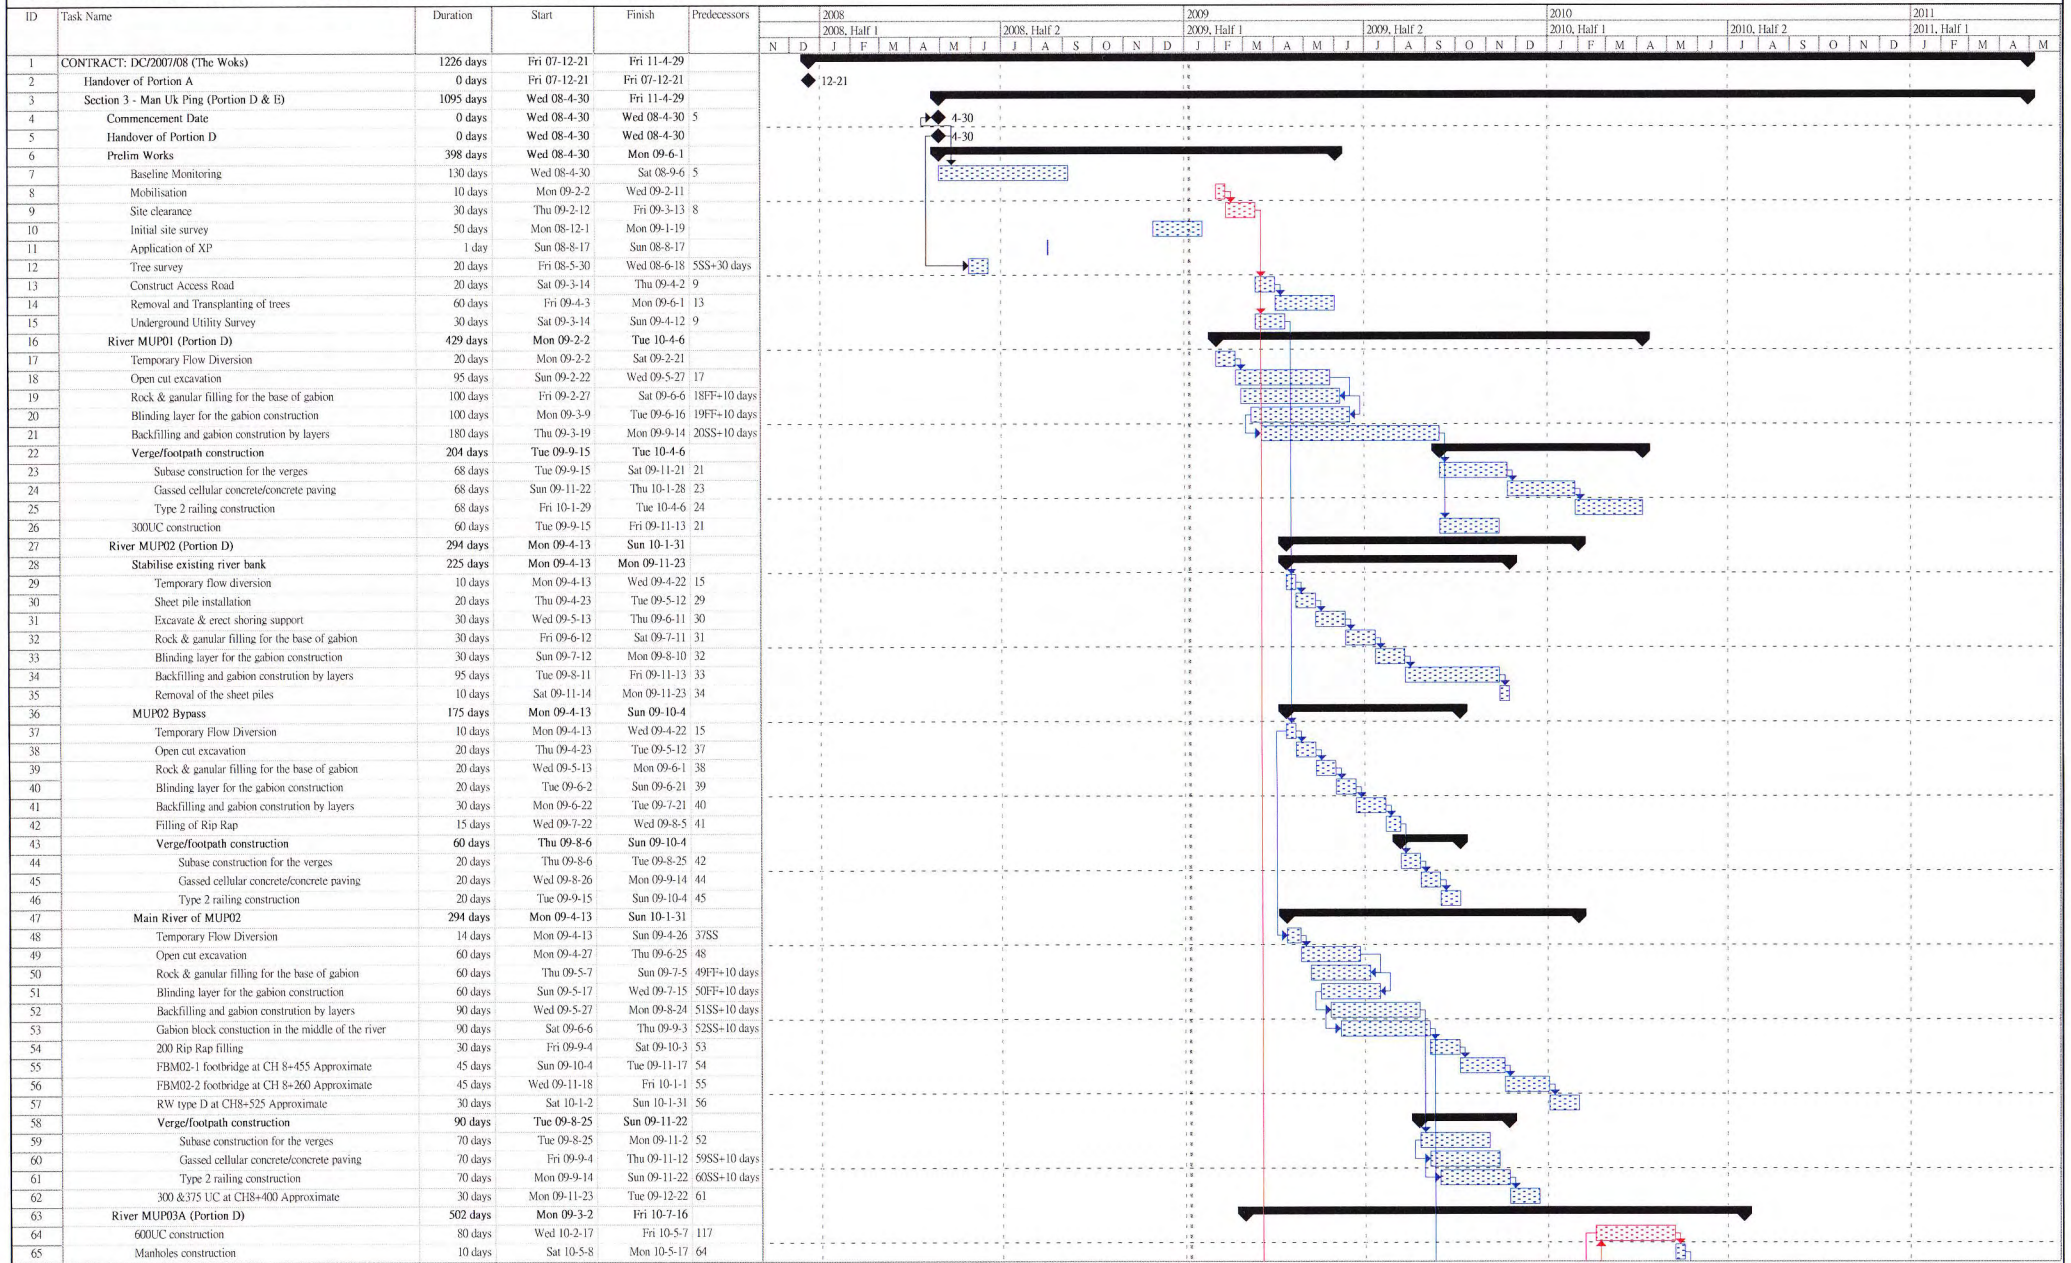 ID Task Name Duration Start Finish Predecessors 2008 2009 2010 2011
2008, Half 1 2008, Half 2 2009, Half 1 2009, Half 2 2010, Half 1 2010, Half 2 2011, Half 1
N D J F M A M J J A S O N D J F M A M J J A S O N D J F M A M J J A S O N D J F M A M
1 CONTRACT: DC/2007/08 (The Woks) 1226 days Fri 07-12-21 Fri 11-4-29
2 Handover of Portion A 0 days Fri 07-12-21 Fri 07-12-21 12-21
3 Section 3 - Man Uk Ping (Portion D & E) 1095 days Wed 08-4-30 Fri 11-4-29
4 Commencement Date 0 days Wed 08-4-30 Wed 08-4-30 5 4-30
5 Handover of Portion D 0 days Wed 08-4-30 Wed 08-4-30 4-30
6 Prelim Works 398 days Wed 08-4-30 Mon 09-6-1
7 Baseline Monitoring 130 days Wed 08-4-30 Sat 08-9-6 5
8 Mobilisation 10 days Mon 09-2-2 Wed 09-2-11
9 Site clearance 30 days Thu 09-2-12 Fri 09-3-13 8
10 Initial site survey 50 days Mon 08-12-1 Mon 09-1-19
11 Application of XP 1 day Sun 08-8-17 Sun 08-8-17
12 Tree survey 20 days Fri 08-5-30 Wed 08-6-18 5SS+30 days
13 Construct Access Road 20 days Sat 09-3-14 Thu 09-4-2 9
14 Removal and Transplanting of trees 60 days Fri 09-4-3 Mon 09-6-1 13
15 Underground Utility Survey 30 days Sat 09-3-14 Sun 09-4-12 9
16 River MUP01 (Portion D) 429 days Mon 09-2-2 Tue 10-4-6
17 Temporary Flow Diversion 20 days Mon 09-2-2 Sat 09-2-21
18 Open cut excavation 95 days Sun 09-2-22 Wed 09-5-27 17
19 Rock & ganular filling for the base of gabion 100 days Fri 09-2-27 Sat 09-6-6 18FF+10 days
20 Blinding layer for the gabion construction 100 days Mon 09-3-9 Tue 09-6-16 19FF+10 days
21 Backfilling and gabion constrution by layers 180 days Thu 09-3-19 Mon 09-9-14 20SS+10 days
22 Verge/footpath construction 204 days Tue 09-9-15 Tue 10-4-6
23 Subase construction for the verges 68 days Tue 09-9-15 Sat 09-11-21 21
24 Gassed cellular concrete/concrete paving 68 days Sun 09-11-22 Thu 10-1-28 23
25 Type 2 railing construction 68 days Fri 10-1-29 Tue 10-4-6 24
26 300UC construction 60 days Tue 09-9-15 Fri 09-11-13 21
27 River MUP02 (Portion D) 294 days Mon 09-4-13 Sun 10-1-31
28 Stabilise existing river bank 225 days Mon 09-4-13 Mon 09-11-23
29 Temporary flow diversion 10 days Mon 09-4-13 Wed 09-4-22 15
30 Sheet pile installation 20 days Thu 09-4-23 Tue 09-5-12 29
31 Excavate & erect shoring support 30 days Wed 09-5-13 Thu 09-6-11 30
32 Rock & ganular filling for the base of gabion 30 days Fri 09-6-12 Sat 09-7-11 31
33 Blinding layer for the gabion construction 30 days Sun 09-7-12 Mon 09-8-10 32
34 Backfilling and gabion constrution by layers 95 days Tue 09-8-11 Fri 09-11-13 33
35 Removal of the sheet piles 10 days Sat 09-11-14 Mon 09-11-23 34
36 MUP02 Bypass 175 days Mon 09-4-13 Sun 09-10-4
37 Temporary Flow Diversion 10 days Mon 09-4-13 Wed 09-4-22 15
38 Open cut excavation 20 days Thu 09-4-23 Tue 09-5-12 37
39 Rock & ganular filling for the base of gabion 20 days Wed 09-5-13 Mon 09-6-1 38
40 Blinding layer for the gabion construction 20 days Tue 09-6-2 Sun 09-6-21 39
41 Backfilling and gabion constrution by layers 30 days Mon 09-6-22 Tue 09-7-21 40
42 Filling of Rip Rap 15 days Wed 09-7-22 Wed 09-8-5 41
43 Verge/footpath construction 60 days Thu 09-8-6 Sun 09-10-4
44 Subase construction for the verges 20 days Thu 09-8-6 Tue 09-8-25 42
45 Gassed cellular concrete/concrete paving 20 days Wed 09-8-26 Mon 09-9-14 44
46 Type 2 railing construction 20 days Tue 09-9-15 Sun 09-10-4 45
47 Main River of MUP02 294 days Mon 09-4-13 Sun 10-1-31
48 Temporary Flow Diversion 14 days Mon 09-4-13 Sun 09-4-26 37SS
49 Open cut excavation 60 days Mon 09-4-27 Thu 09-6-25 48
50 Rock & ganular filling for the base of gabion 60 days Thu 09-5-7 Sun 09-7-5 49FF+10 days
51 Blinding layer for the gabion construction 60 days Sun 09-5-17 Wed 09-7-15 50FF+10 days
52 Backfilling and gabion constrution by layers 90 days Wed 09-5-27 Mon 09-8-24 51SS+10 days
53 Gabion block constuction in the middle of the river 90 days Sat 09-6-6 Thu 09-9-3 52SS+10 days
54 200 Rip Rap filling 30 days Fri 09-9-4 Sat 09-10-3 53
55 FBM02-1 footbridge at CH 8+455 Approximate 45 days Sun 09-10-4 Tue 09-11-17 54
56 FBM02-2 footbridge at CH 8+260 Approximate 45 days Wed 09-11-18 Fri 10-1-1 55
57 RW type D at CH8+525 Approximate 30 days Sat 10-1-2 Sun 10-1-31 56
58 Verge/footpath construction 90 days Tue 09-8-25 Sun 09-11-22
59 Subase construction for the verges 70 days Tue 09-8-25 Mon 09-11-2 52
60 Gassed cellular concrete/concrete paving 70 days Fri 09-9-4 Thu 09-11-12 59SS+10 days
61 Type 2 railing construction 70 days Mon 09-9-14 Sun 09-11-22 60SS+10 days
62 300 &375 UC at CH8+400 Approximate 30 days Mon 09-11-23 Tue 09-12-22 61
63 River MUP03A (Portion D) 502 days Mon 09-3-2 Fri 10-7-16
64 600UC construction 80 days Wed 10-2-17 Fri 10-5-7 117
65 Manholes construction 10 days Sat 10-5-8 Mon 10-5-17 64